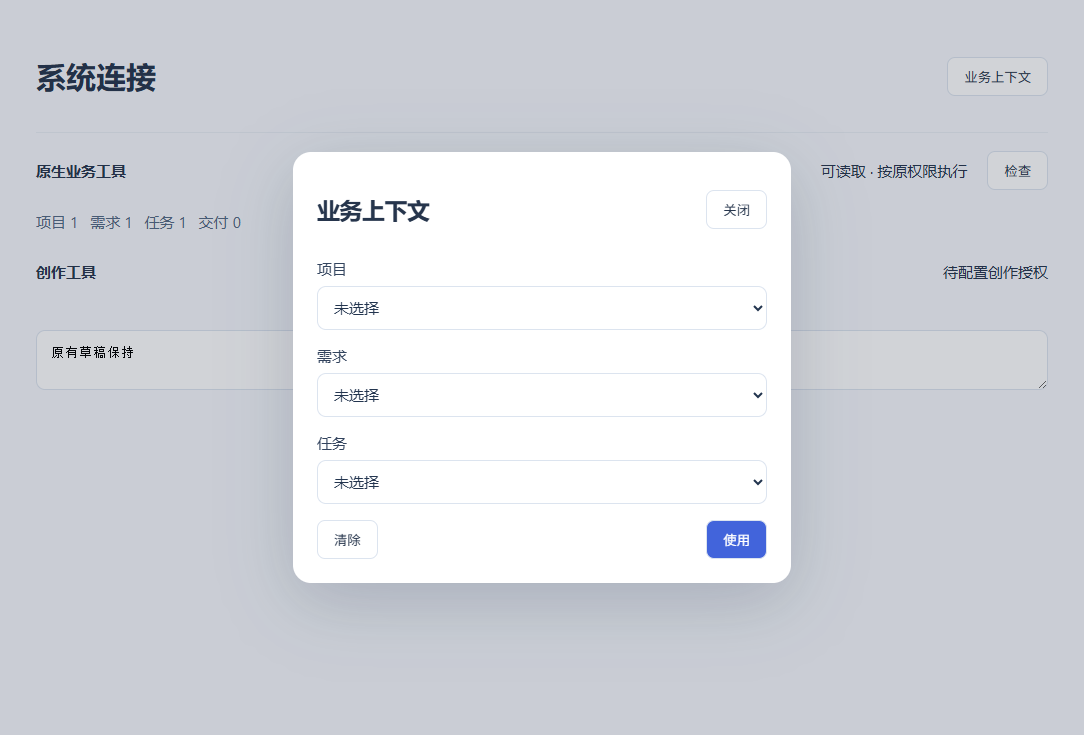 系统连接
业务上下文
原生业务工具
可读取 · 按原权限执行
检查
项目 1 需求 1 任务 1 交付 0
创作工具
待配置创作授权
原有草稿保持
业务上下文
关闭
项目
未选择
需求
未选择
任务
未选择
清除
使用